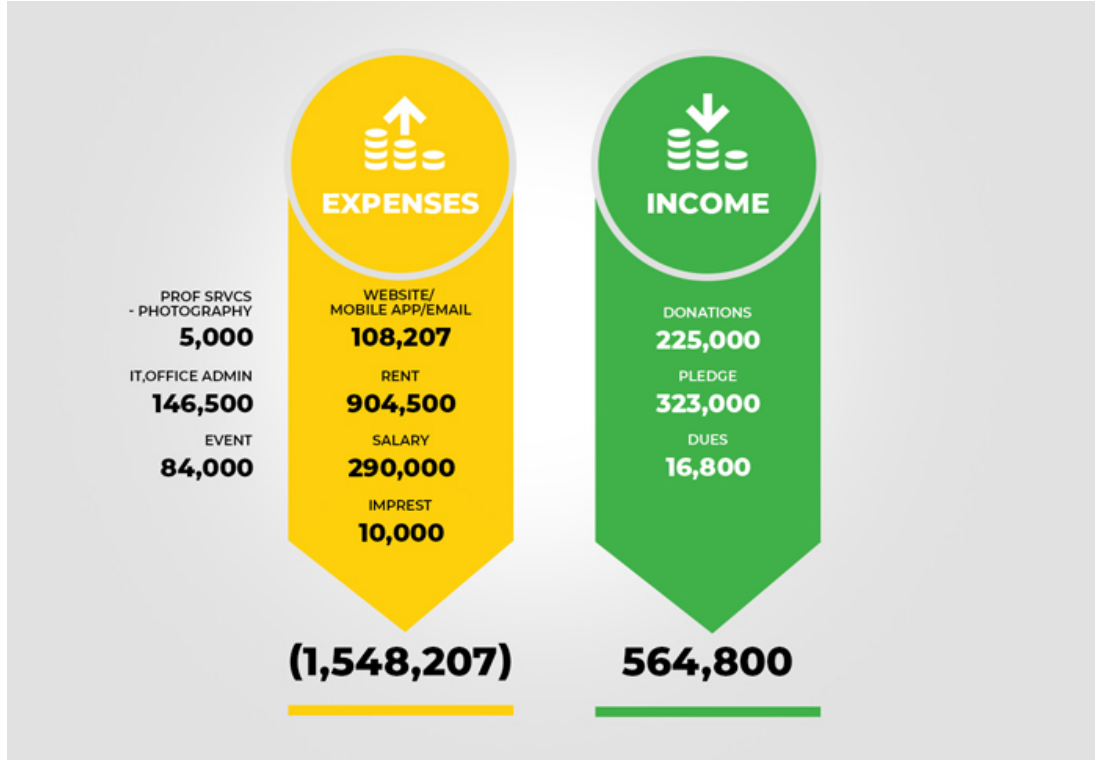 EXPENSES
PROF SRVCS
- PHOTOGRAPHY
5,000
IT,OFFICE ADMIN
146,500
EVENT
84,000
WEBSITE/
MOBILE APP/EMAIL
108,207
RENT
904,500
SALARY
290,000
IMPREST
10,000
(1,548,207)
INCOME
DONATIONS
225,000
PLEDGE
323,000
DUES
16,800
564,800